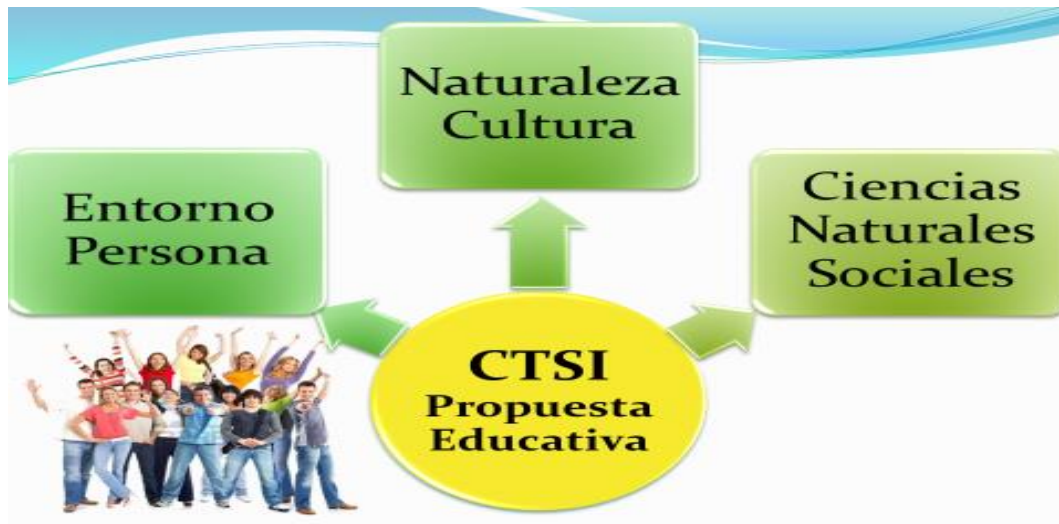 Naturaleza
Cultura
Entorno
Persona
Ciencias
Naturales
Sociales
CTSI
Propuesta
Educativa